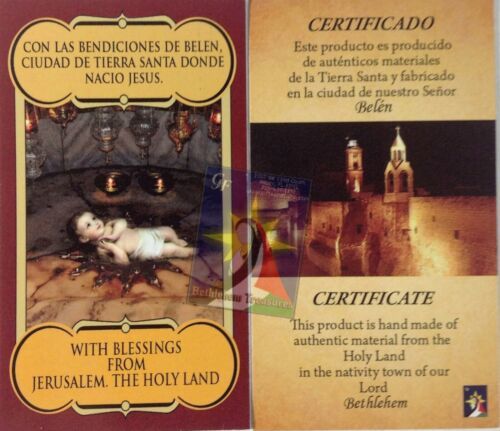 CON LAS BENDICIONES DE BELEN,
CIUDAD DE TIERRA SANTA DONDE
NACIO JESUS.
WITH BLESSINGS
FROM
JERUSALEM. THE HOLY LAND
CERTIFICADO
Este producto es producido
de auténticos materiales
de la Tierra Santa y fabricado
en la ciudad de nuestro Señor
Belén
CERTIFICATE
This product is hand made of
authentic material from the
Holy Land
in the nativity town of our
Lord
Bethlehem
GF
Bethlehem Treasures